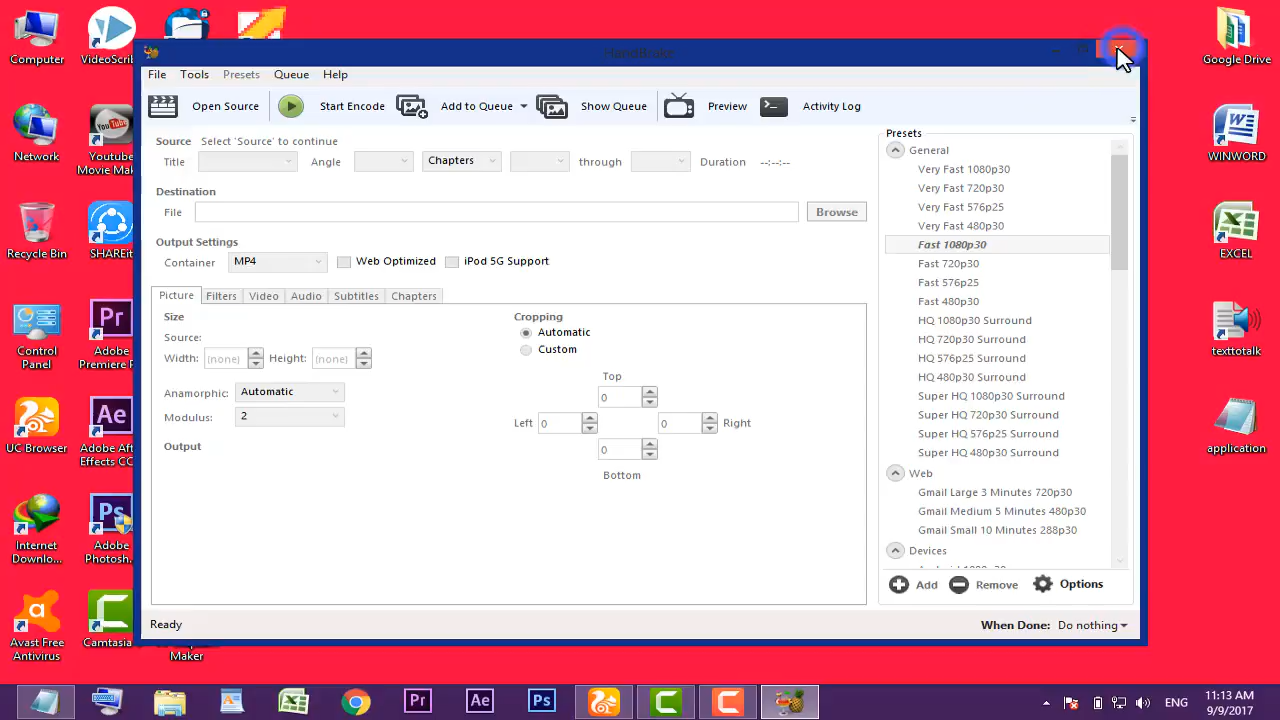 Computer
VideoScrib
Google Drive
Network
Youtube
Movie Mak
WINWORD
Recycle Bin
SHAREit
EXCEL
Control
Panel
Adobe
Premiere P
texttotalk
UC Browser
Adobe Aft
Effects CC
application
Internet
Downlo...
Adobe
Photosh...
Avast Free
Antivirus
Camtasia
Maker
HandBrake
File Tools Presets Queue Help
Open Source Start Encode Add to Queue Show Queue Preview Activity Log
Source Select 'Source' to continue
Title Angle Chapters through Duration --:--:--
Destination
File Browse
Output Settings
Container MP4 Web Optimized iPod 5G Support
Picture Filters Video Audio Subtitles Chapters
Size
Source:
Width: (none) Height: (none)
Anamorphic: Automatic
Modulus: 2
Output
Cropping
Automatic
Custom
Top
0
Left 0 0 Right
0
Bottom
Presets
General
Very Fast 1080p30
Very Fast 720p30
Very Fast 576p25
Very Fast 480p30
Fast 1080p30
Fast 720p30
Fast 576p25
Fast 480p30
HQ 1080p30 Surround
HQ 720p30 Surround
HQ 576p25 Surround
HQ 480p30 Surround
Super HQ 1080p30 Surround
Super HQ 720p30 Surround
Super HQ 576p25 Surround
Super HQ 480p30 Surround
Web
Gmail Large 3 Minutes 720p30
Gmail Medium 5 Minutes 480p30
Gmail Small 10 Minutes 288p30
Devices
Add Remove Options
Ready When Done: Do nothing
Pr Ae Ps
ENG
11:13 AM
9/9/2017